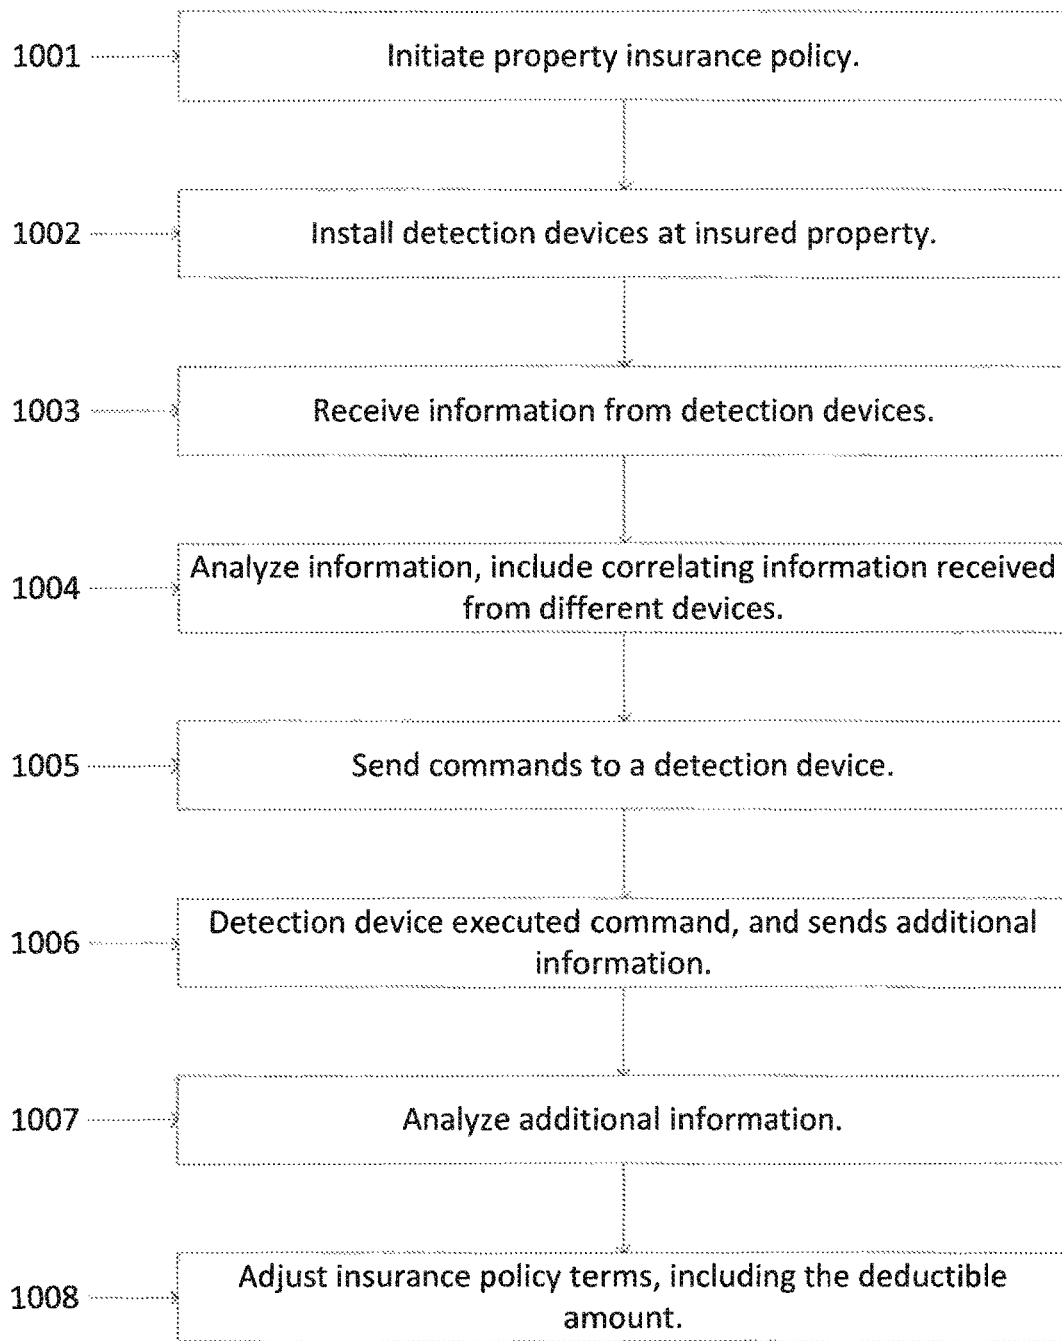 1001
Initiate property insurance policy.
1002
Install detection devices at insured property.
1003
Receive information from detection devices.
1004
Analyze information, include correlating information received
from different devices.
1005
Send commands to a detection device.
1006
Detection device executed command, and sends additional
information.
1007
Analyze additional information.
1008
Adjust insurance policy terms, including the deductible
amount.